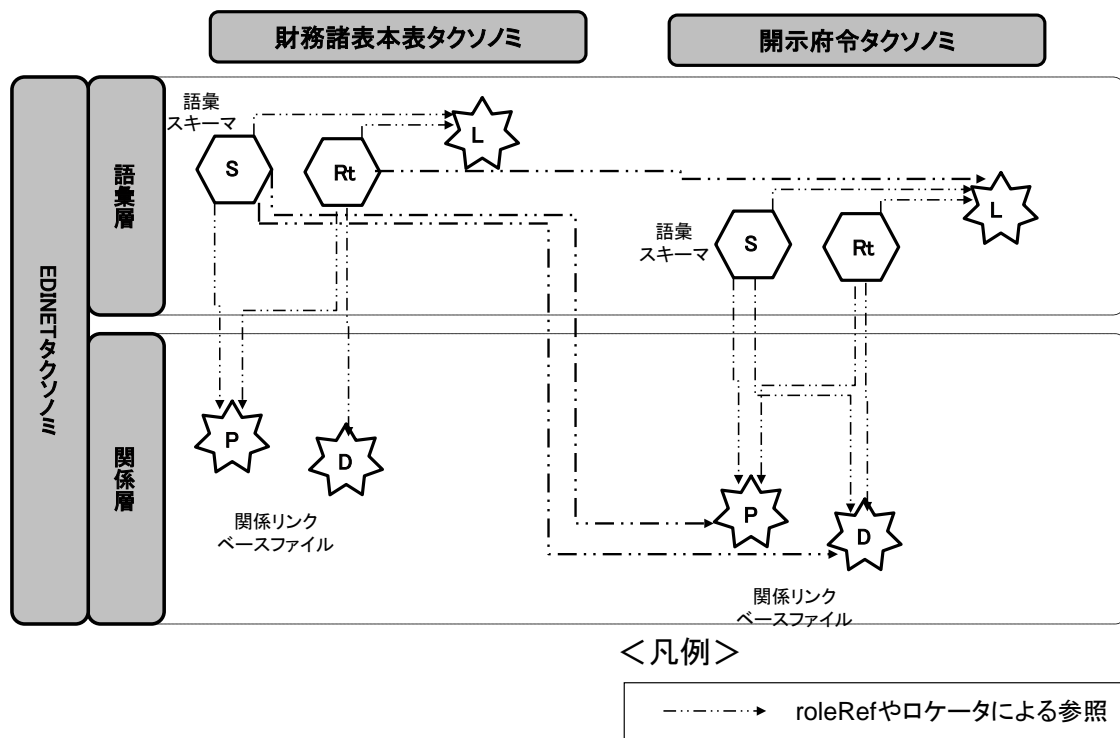 財務諸表本表タクソノミ
開示府令タクソノミ
EDINETタクソノミ
語彙層
語彙
スキーマ
S
Rt
L
語彙
スキーマ
S
Rt
L
関係層
P
D
関係リンク
ベースファイル
P
D
関係リンク
ベースファイル
＜凡例＞
roleRefやロケータによる参照